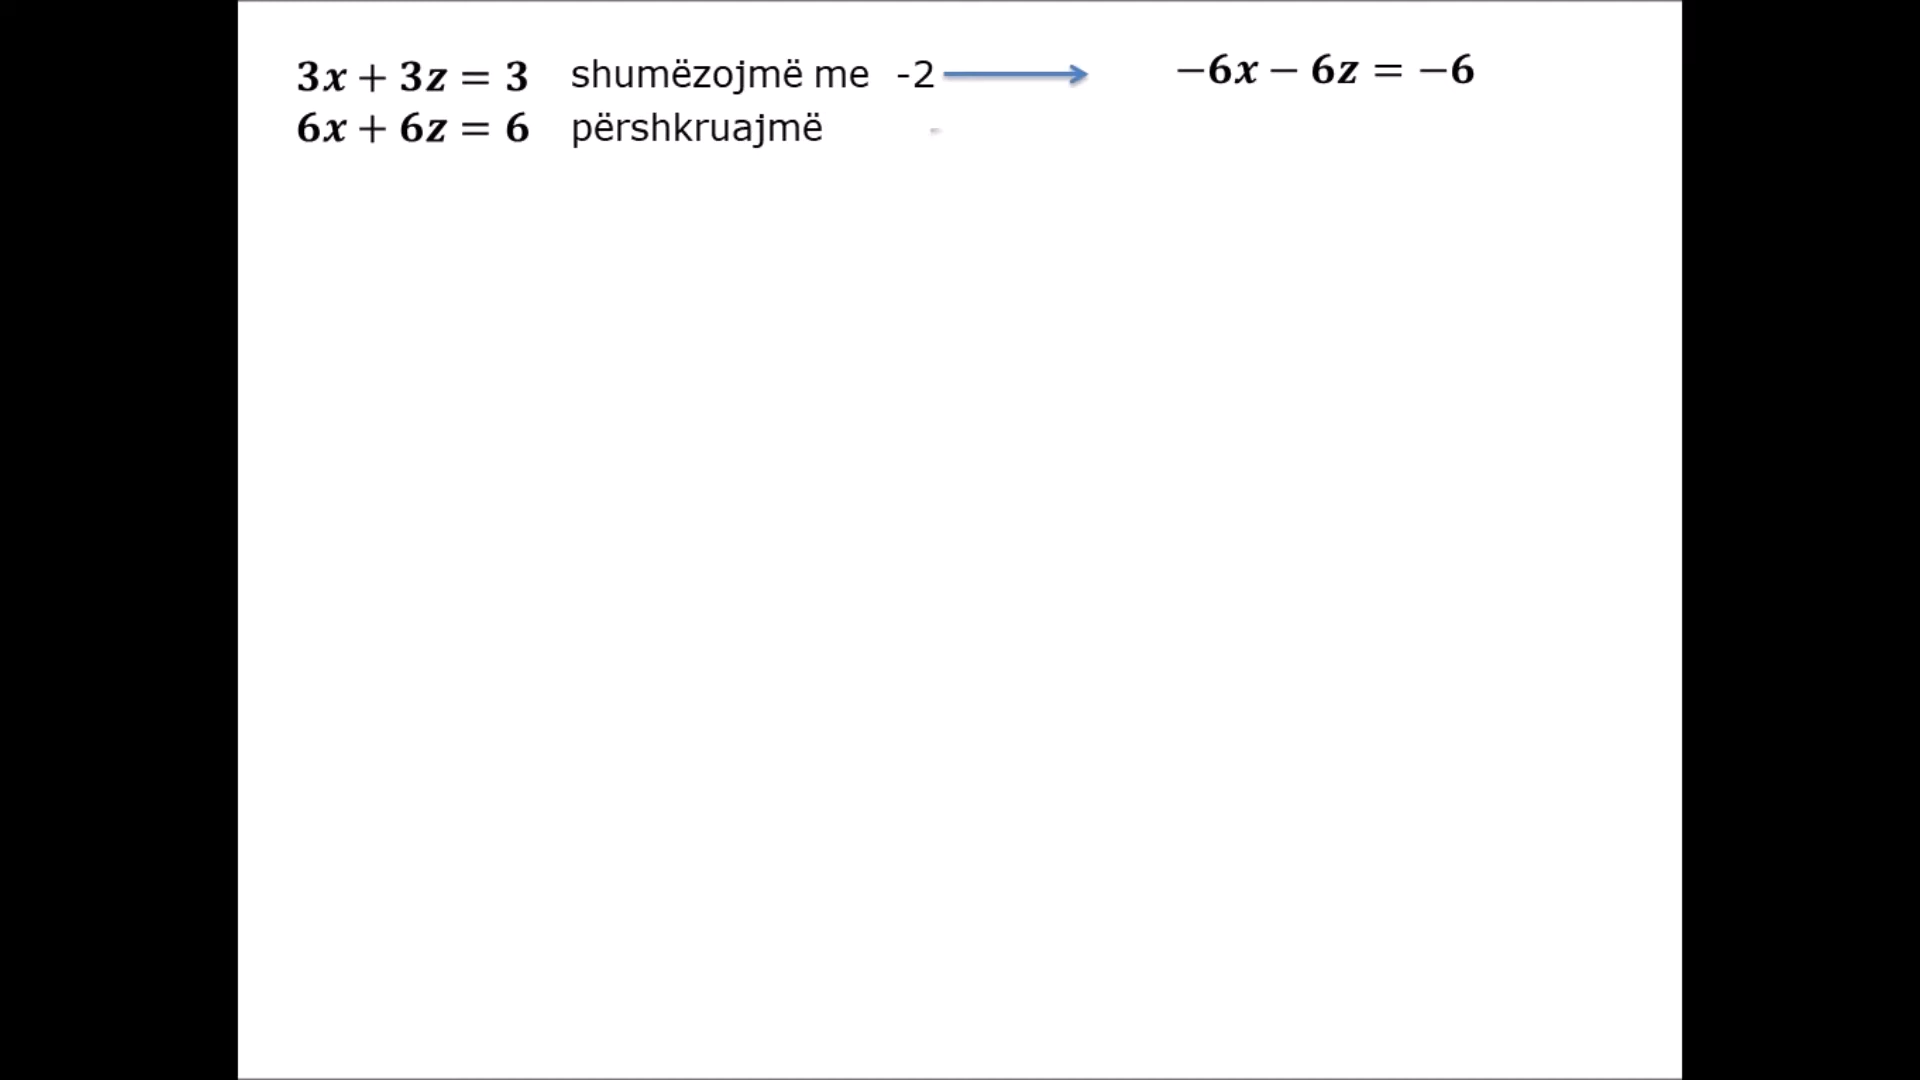 3x + 3z = 3 shumëzojmë me -2 −6x − 6z = −6
6x + 6z = 6 përshkruajmë